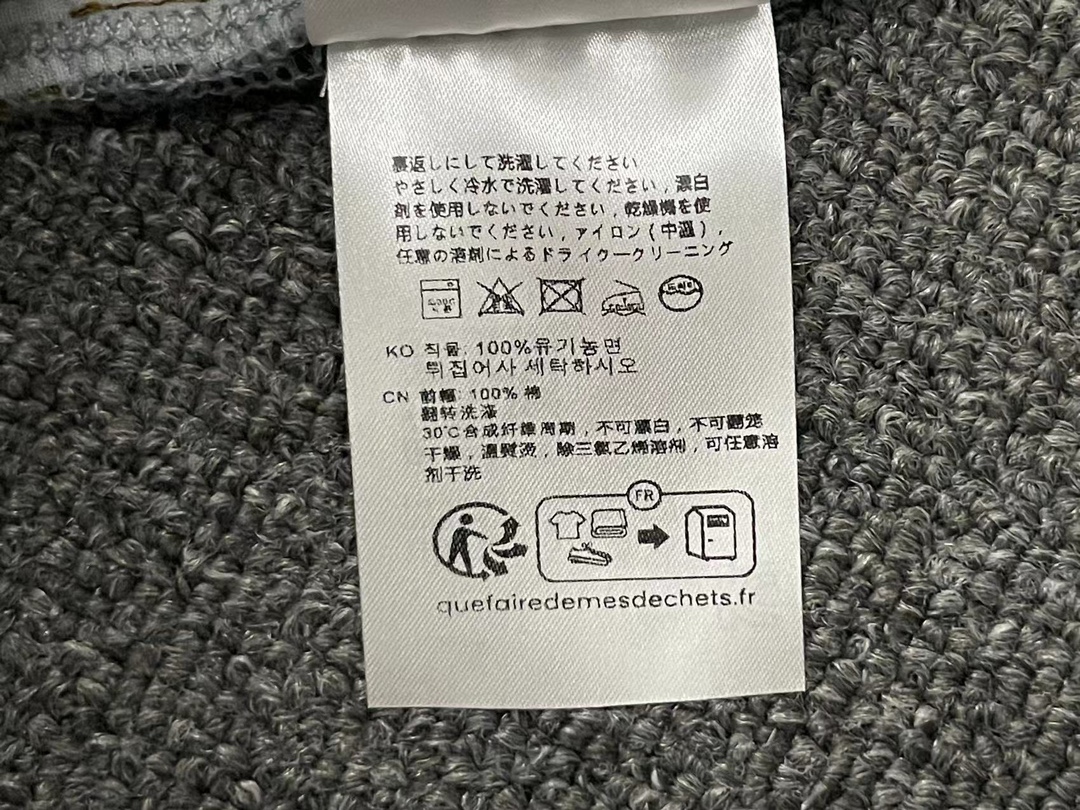 裏返しにして洗濯してください
やさしく冷水で洗濯してください, 漂白
剤を使用しないでください, 乾燥機を使
用しないでください, アイロン (中温),
任意の溶剤によるドライクークリーニング
KO 직물: 100%유기농면
뒤집어사 세탁하시오
CN 前幅: 100% 棉
翻转洗涤
30°C合成纤维周期, 不可漂白, 不可翻笼
干燥, 温熨烫, 除三氯乙烯溶剂, 可任意溶
剂干洗
FR
quefairedemesdechets.fr